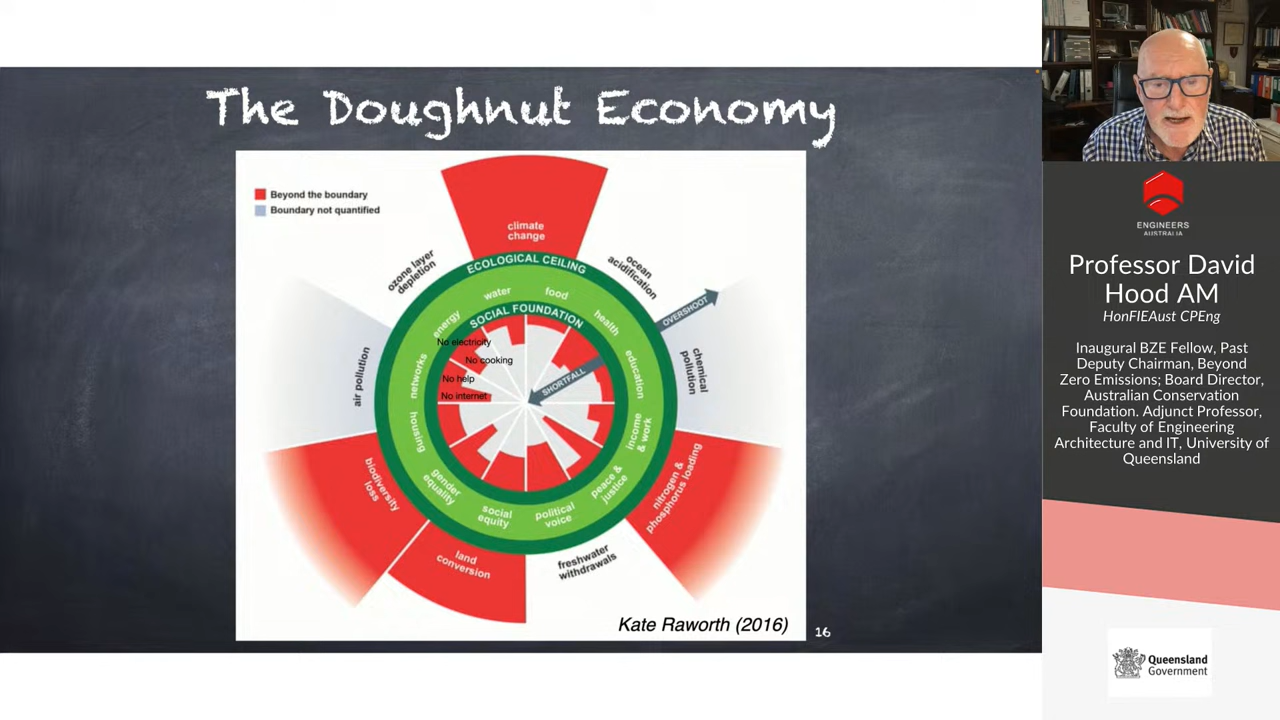 The Doughnut Economy
Beyond the boundary
Boundary not quantified
climate
change
ozone layer
depletion
ocean
acidification
ECOLOGICAL CEILING
water
food
energy
health
SOCIAL FOUNDATION
OVERSHOOT
No electricity
No cooking
No help
No internet
SHORTFALL
networks
education
air pollution
chemical
pollution
housing
income
& work
gender
equality
peace &
justice
social
equity
political
voice
biodiversity
loss
nitrogen &
phosphorus loading
land
conversion
freshwater
withdrawals
Kate Raworth (2016)
16
ENGINEERS
AUSTRALIA
Professor David
Hood AM
HonFIEAust CPEng
Inaugural BZE Fellow, Past
Deputy Chairman, Beyond
Zero Emissions; Board Director,
Australian Conservation
Foundation. Adjunct Professor,
Faculty of Engineering
Architecture and IT, University of
Queensland
Queensland
Government